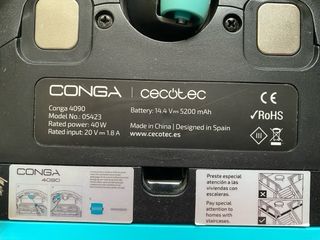 CONGA cecotec
Conga 4090
Model No.: 05423
Rated power: 40 W
Rated input: 20 V⎓1.8 A
Battery: 14.4 V⎓5200 mAh
Made in China | Designed in Spain
www.cecotec.es
CE
✓RoHS
III
CONGA
4090
Preste especial
atención a las
viviendas con
escaleras.
Pay special
attention to
homes with
staircases.